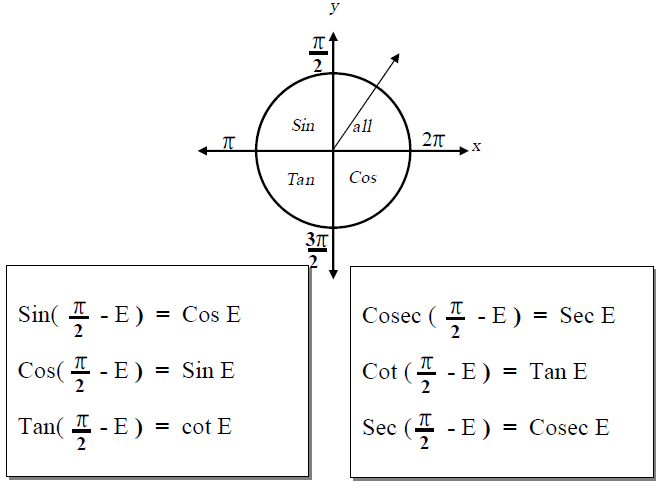 y
π/2
Sin all
π 2π x
Tan Cos
3π/2
Sin( π/2 - E ) = Cos E
Cos( π/2 - E ) = Sin E
Tan( π/2 - E ) = cot E
Cosec ( π/2 - E ) = Sec E
Cot ( π/2 - E ) = Tan E
Sec ( π/2 - E ) = Cosec E